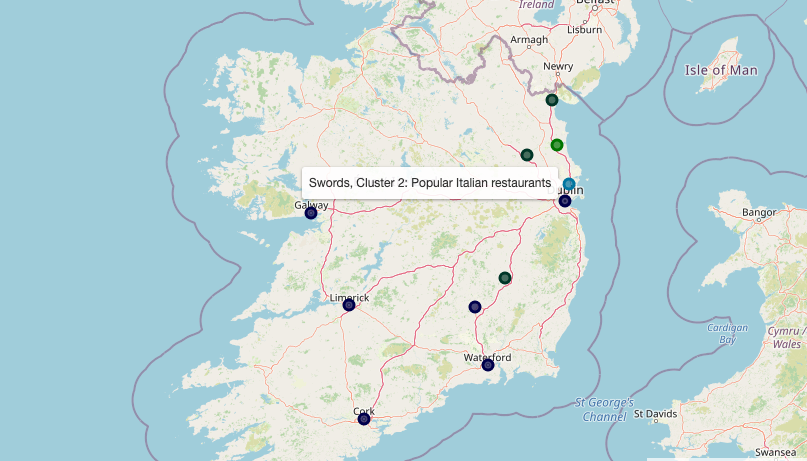 Ireland
Belfast
Lisburn
Armagh
Newry
Isle of Man
Swords, Cluster 2: Popular Italian restaurants
ublin
Galway
Bangor
Limerick
Cardigan
Bay
Cymru /
Wales
Waterford
St George's
Channel
St Davids
Cork
Swansea